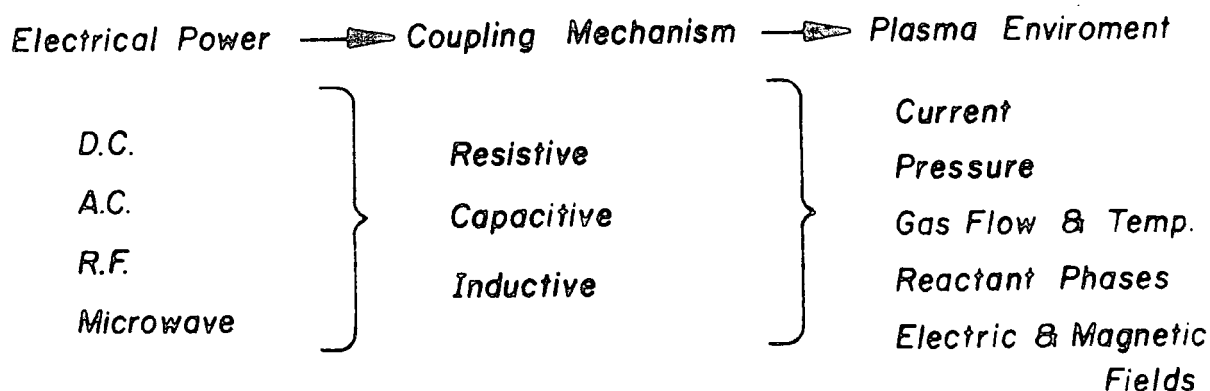 Electrical Power Coupling Mechanism Plasma Enviroment
D.C.
A.C.
R.F.
Microwave
Resistive
Capacitive
Inductive
Current
Pressure
Gas Flow & Temp.
Reactant Phases
Electric & Magnetic
Fields